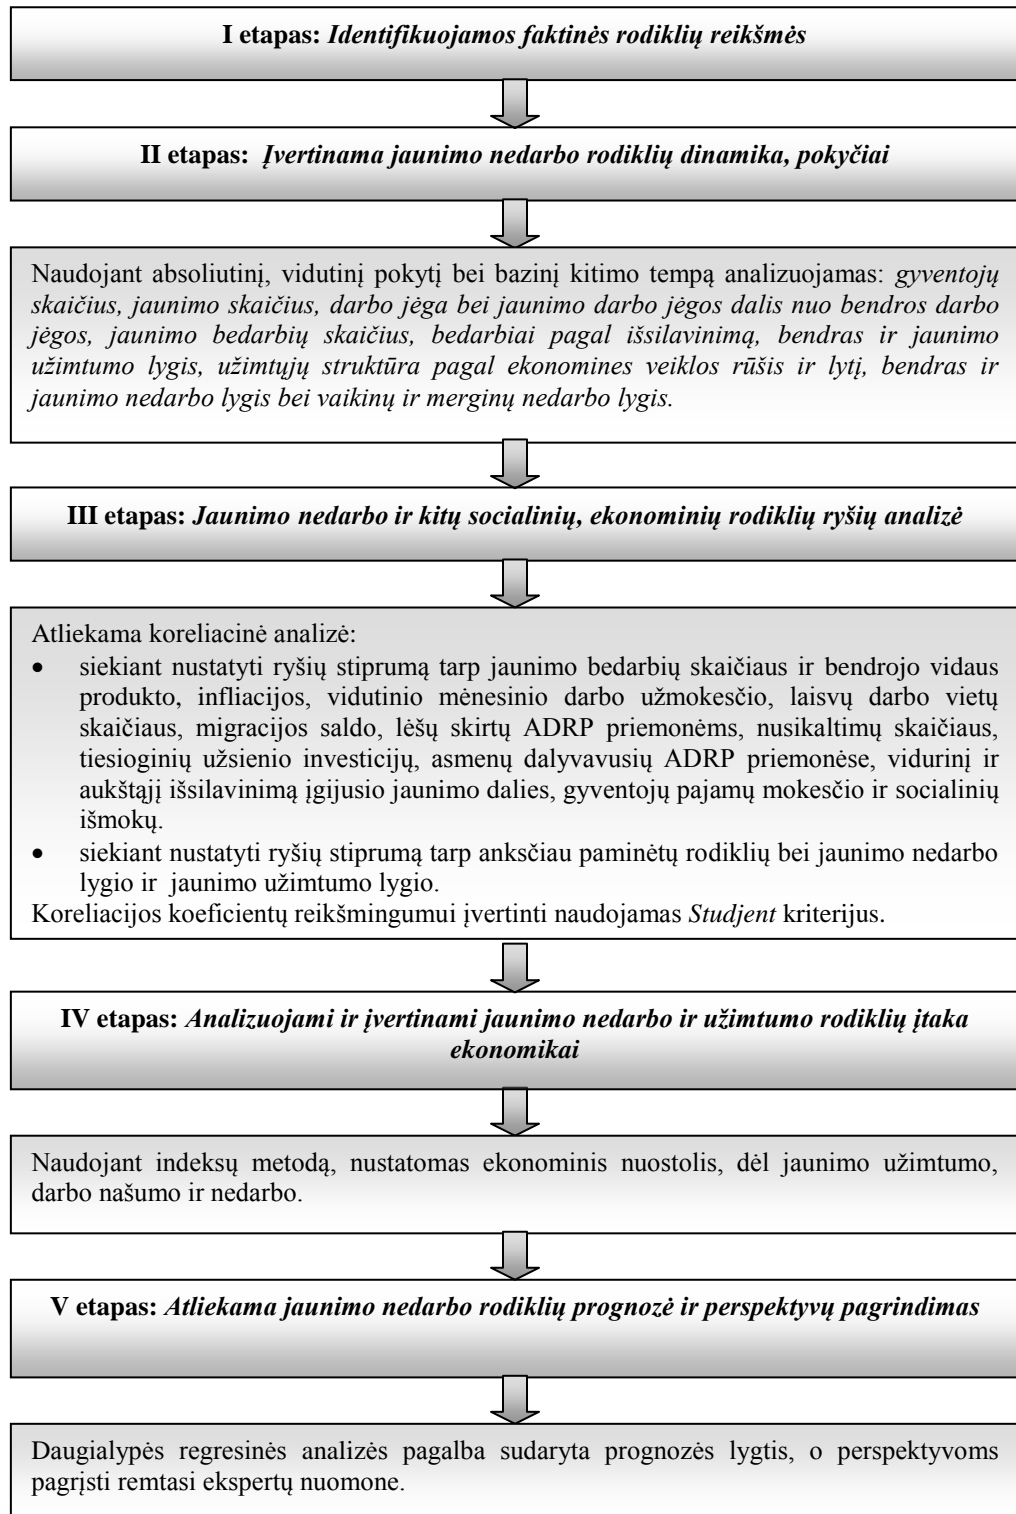 I etapas: Identifikuojamos faktinės rodiklių reikšmės
II etapas: Įvertinama jaunimo nedarbo rodiklių dinamika, pokyčiai
Naudojant absoliutinį, vidutinį pokytį bei bazinį kitimo tempą analizuojamas: gyventojų
skaičius, jaunimo skaičius, darbo jėga bei jaunimo darbo jėgos dalis nuo bendros darbo
jėgos, jaunimo bedarbių skaičius, bedarbiai pagal išsilavinimą, bendras ir jaunimo
užimtumo lygis, užimtųjų struktūra pagal ekonomines veiklos rūšis ir lytį, bendras ir
jaunimo nedarbo lygis bei vaikinų ir merginų nedarbo lygis.
III etapas: Jaunimo nedarbo ir kitų socialinių, ekonominių rodiklių ryšių analizė
Atliekama koreliacinė analizė:
• siekiant nustatyti ryšių stiprumą tarp jaunimo bedarbių skaičiaus ir bendrojo vidaus
produkto, infliacijos, vidutinio mėnesinio darbo užmokesčio, laisvų darbo vietų
skaičiaus, migracijos saldo, lėšų skirtų ADRP priemonėms, nusikaltimų skaičiaus,
tiesioginių užsienio investicijų, asmenų dalyvavusių ADRP priemonėse, vidurinį ir
aukštąjį išsilavinimą įgijusio jaunimo dalies, gyventojų pajamų mokesčio ir socialinių
išmokų.
• siekiant nustatyti ryšių stiprumą tarp anksčiau paminėtų rodiklių bei jaunimo nedarbo
lygio ir jaunimo užimtumo lygio.
Koreliacijos koeficientų reikšmingumui įvertinti naudojamas Studjent kriterijus.
IV etapas: Analizuojami ir įvertinami jaunimo nedarbo ir užimtumo rodiklių įtaka
ekonomikai
Naudojant indeksų metodą, nustatomas ekonominis nuostolis, dėl jaunimo užimtumo,
darbo našumo ir nedarbo.
V etapas: Atliekama jaunimo nedarbo rodiklių prognozė ir perspektyvų pagrindimas
Daugialypės regresinės analizės pagalba sudaryta prognozės lygtis, o perspektyvoms
pagrįsti remtasi ekspertų nuomone.